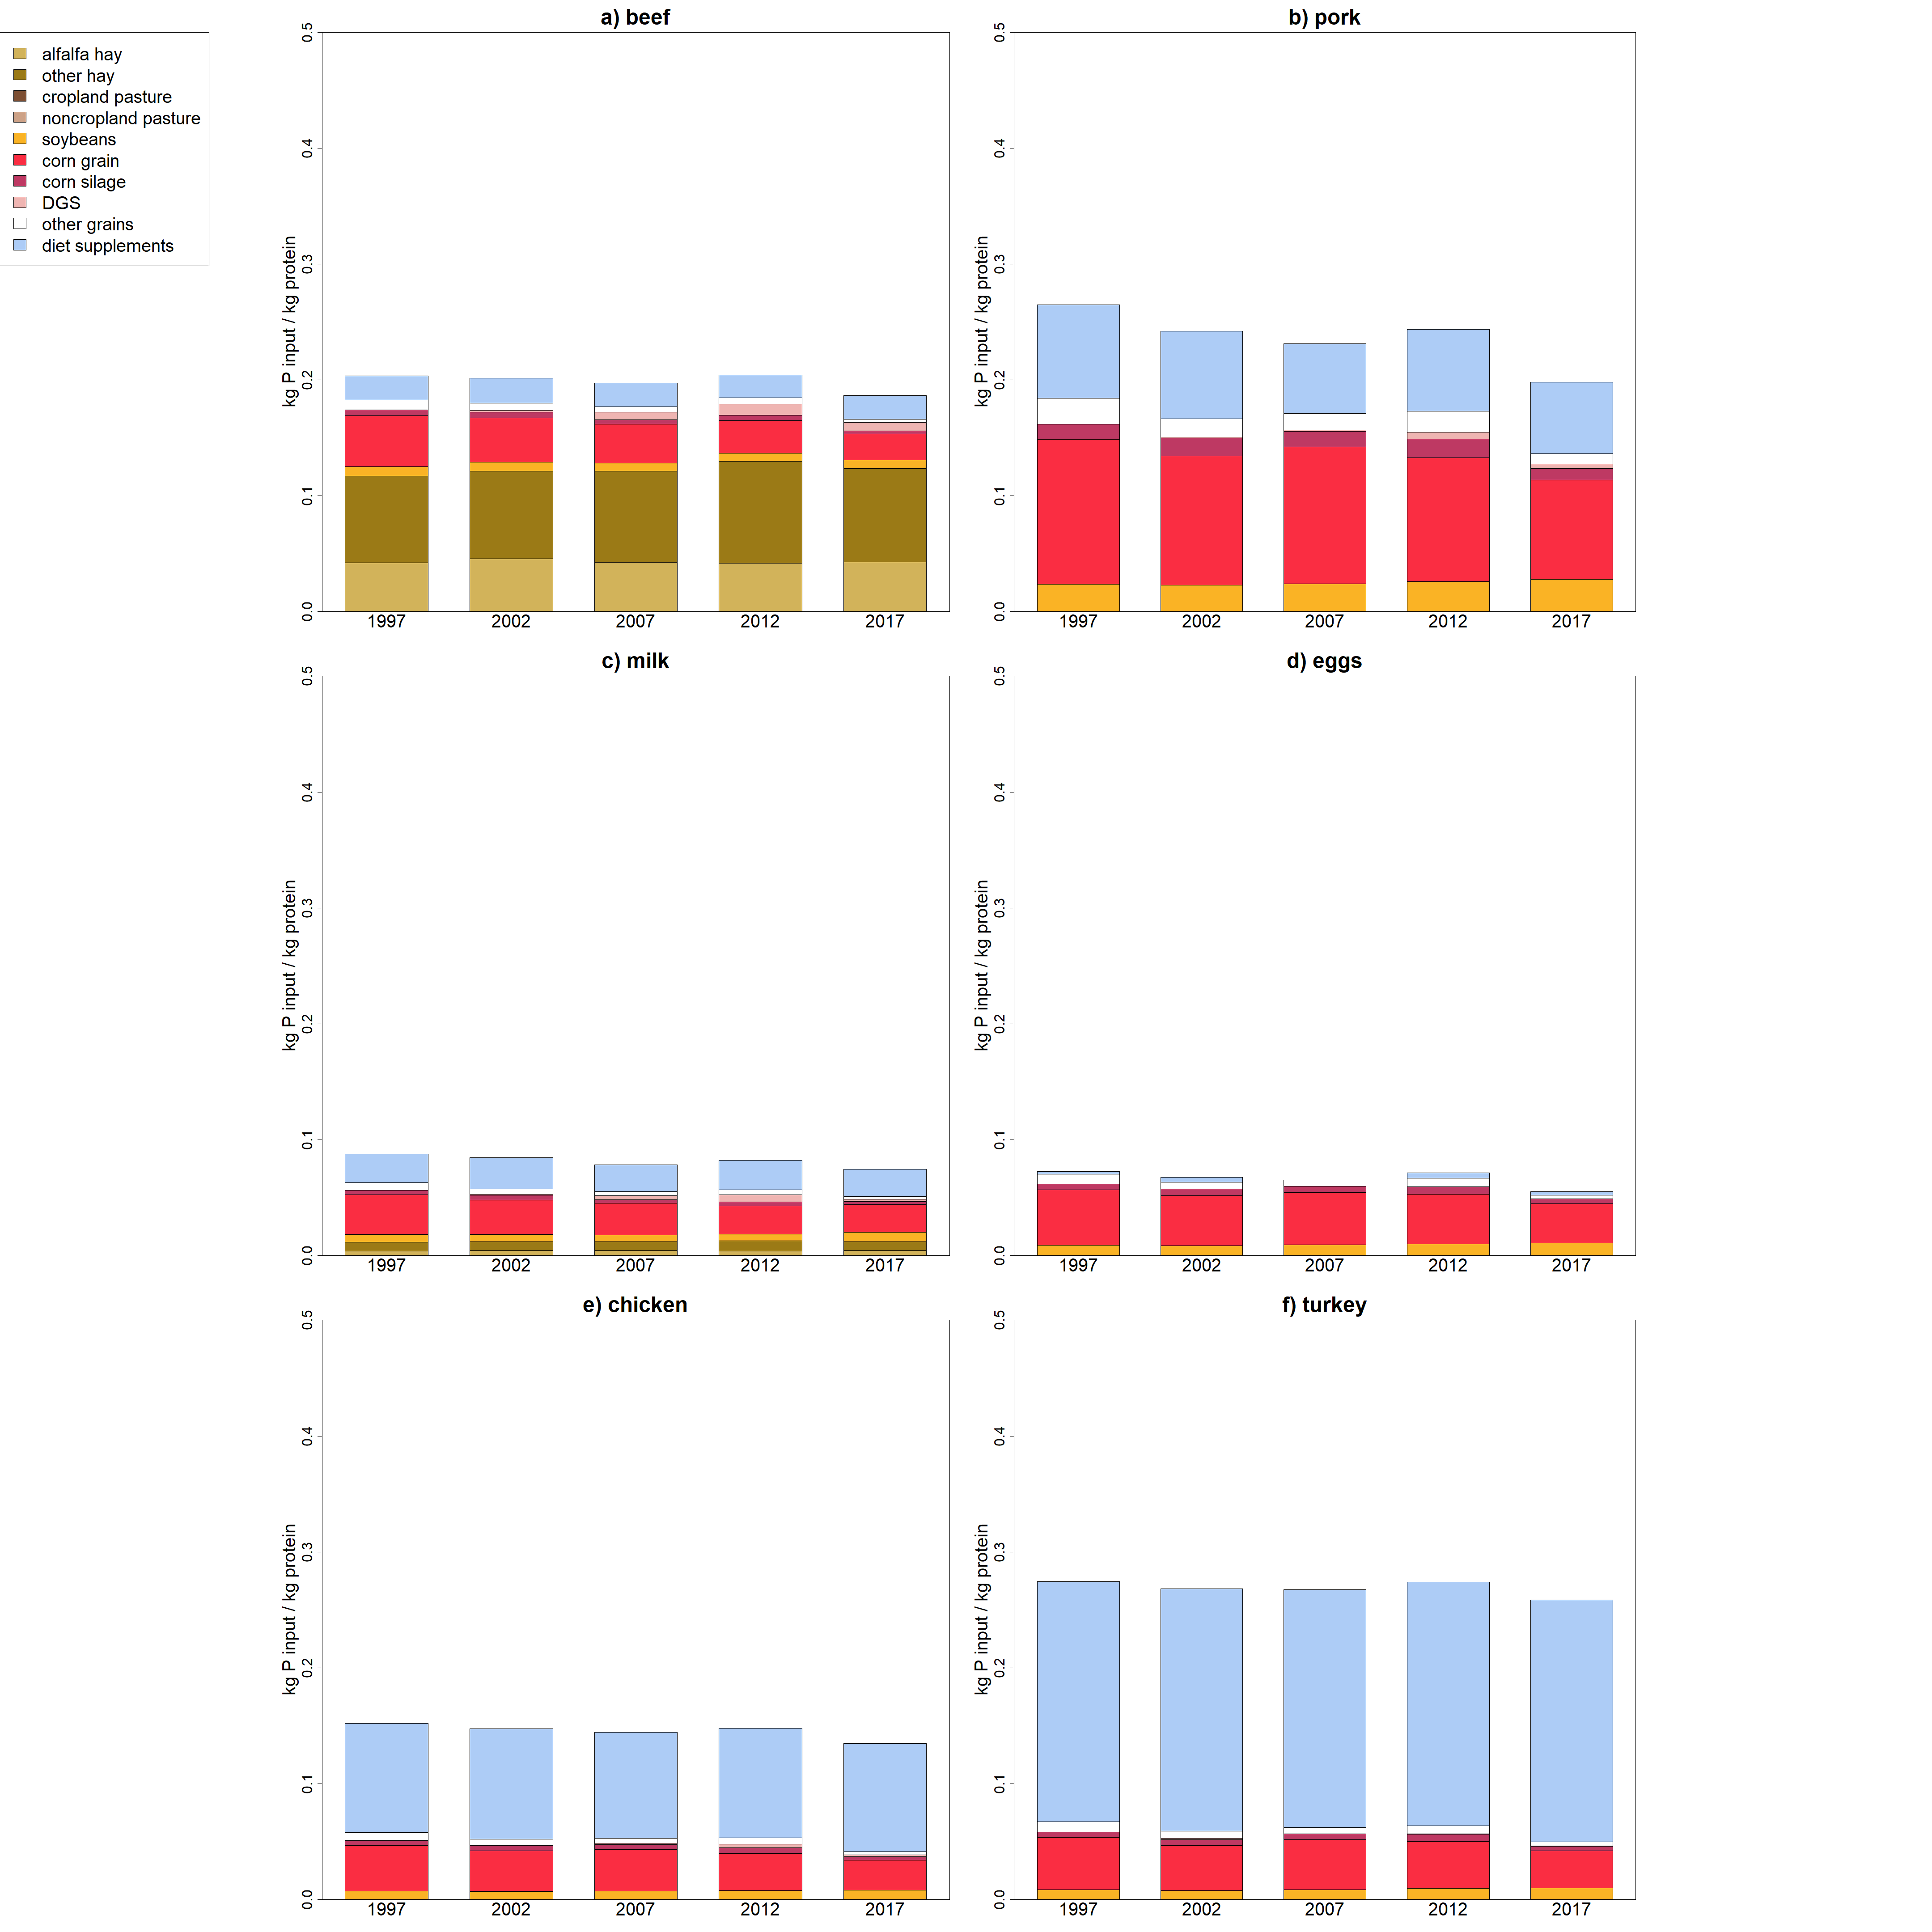 alfalfa hay
other hay
cropland pasture
noncropland pasture
soybeans
corn grain
corn silage
DGS
other grains
diet supplements
a) beef
kg P input / kg protein
0.5
0.4
0.3
0.2
0.1
0.0
1997 2002 2007 2012 2017
b) pork
kg P input / kg protein
0.5
0.4
0.3
0.2
0.1
0.0
1997 2002 2007 2012 2017
c) milk
kg P input / kg protein
0.5
0.4
0.3
0.2
0.1
0.0
1997 2002 2007 2012 2017
d) eggs
kg P input / kg protein
0.5
0.4
0.3
0.2
0.1
0.0
1997 2002 2007 2012 2017
e) chicken
kg P input / kg protein
0.5
0.4
0.3
0.2
0.1
0.0
1997 2002 2007 2012 2017
f) turkey
kg P input / kg protein
0.5
0.4
0.3
0.2
0.1
0.0
1997 2002 2007 2012 2017